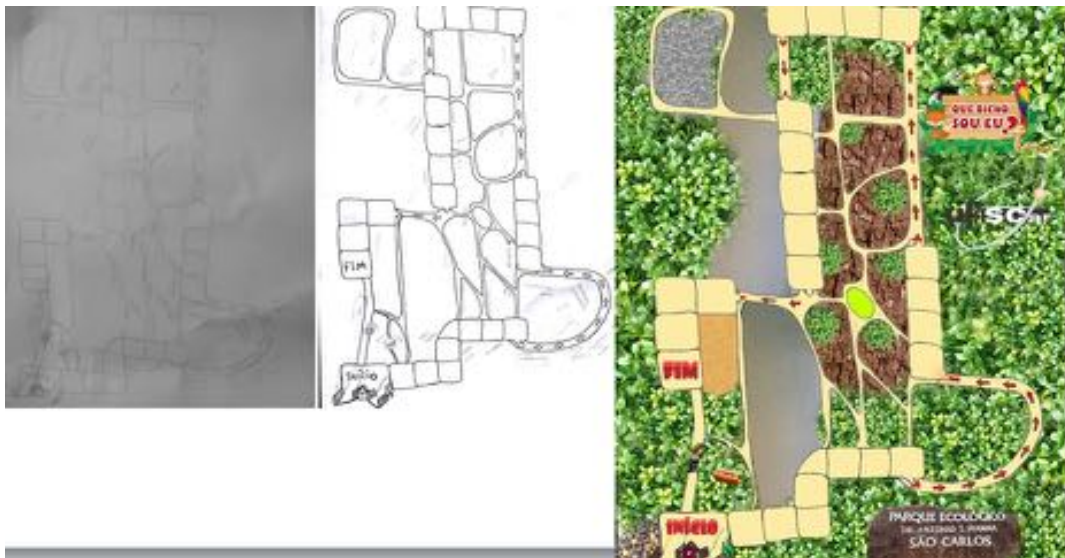 FIM
INÍCIO
QUE BICHO
SOU EU?
FIM
INÍCIO
PARQUE ECOLÓGICO
SÃO CARLOS